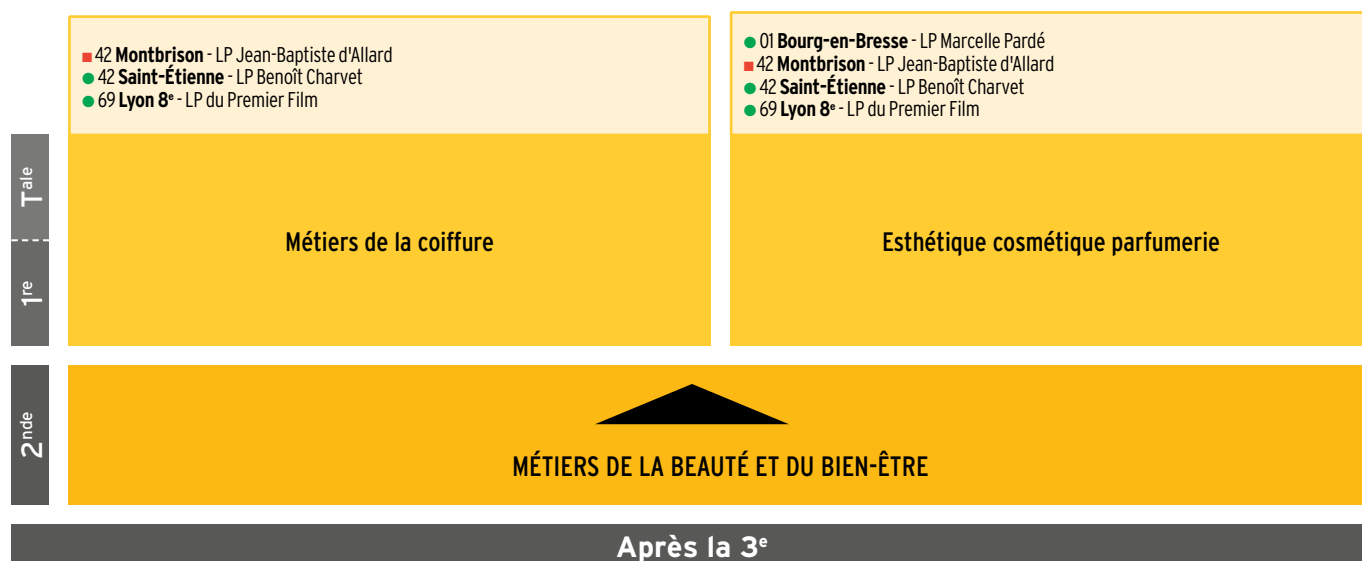 42 Montbrison - LP Jean-Baptiste d'Allard
42 Saint-Étienne - LP Benoît Charvet
69 Lyon 8e - LP du Premier Film
01 Bourg-en-Bresse - LP Marcelle Pardé
42 Montbrison - LP Jean-Baptiste d'Allard
42 Saint-Étienne - LP Benoît Charvet
69 Lyon 8e - LP du Premier Film
Tale
1re
Métiers de la coiffure
Esthétique cosmétique parfumerie
2nde
MÉTIERS DE LA BEAUTÉ ET DU BIEN-ÊTRE
Après la 3e